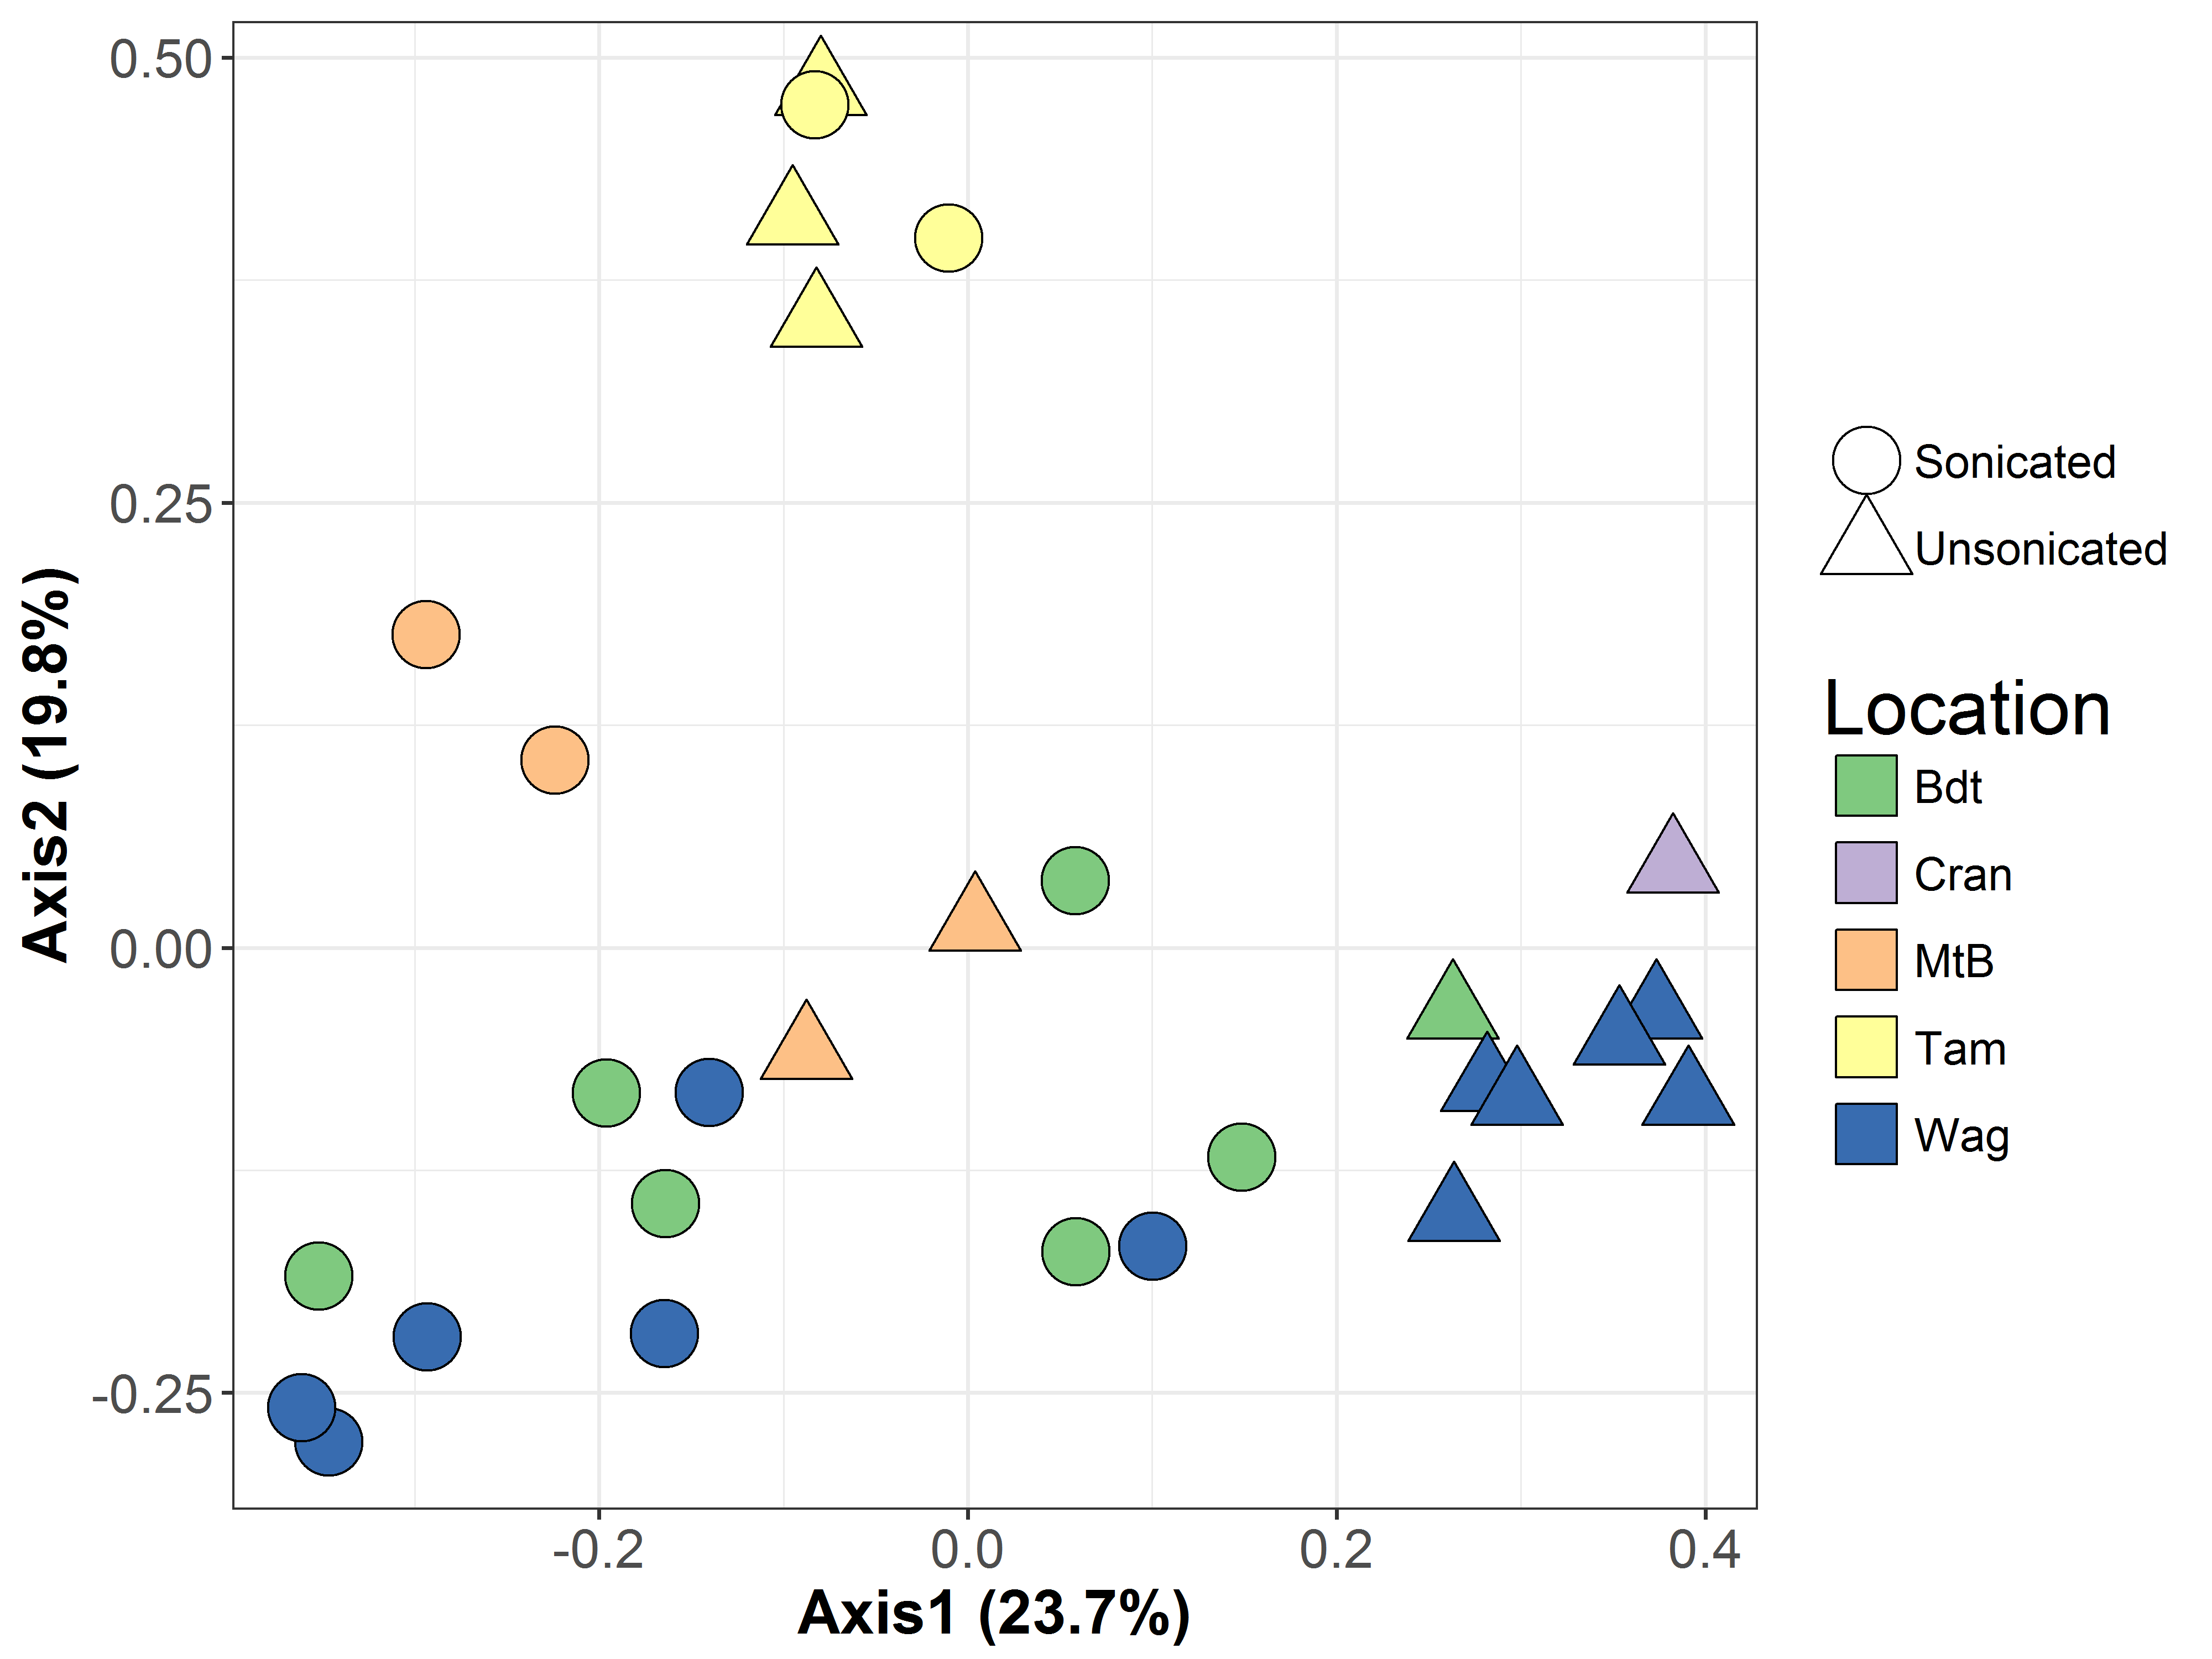 0.50
0.25
0.00
-0.25
Axis2 (19.8%)
-0.2
0.0
0.2
0.4
Axis1 (23.7%)
Sonicated
Unsonicated
Location
Bdt
Cran
MtB
Tam
Wag